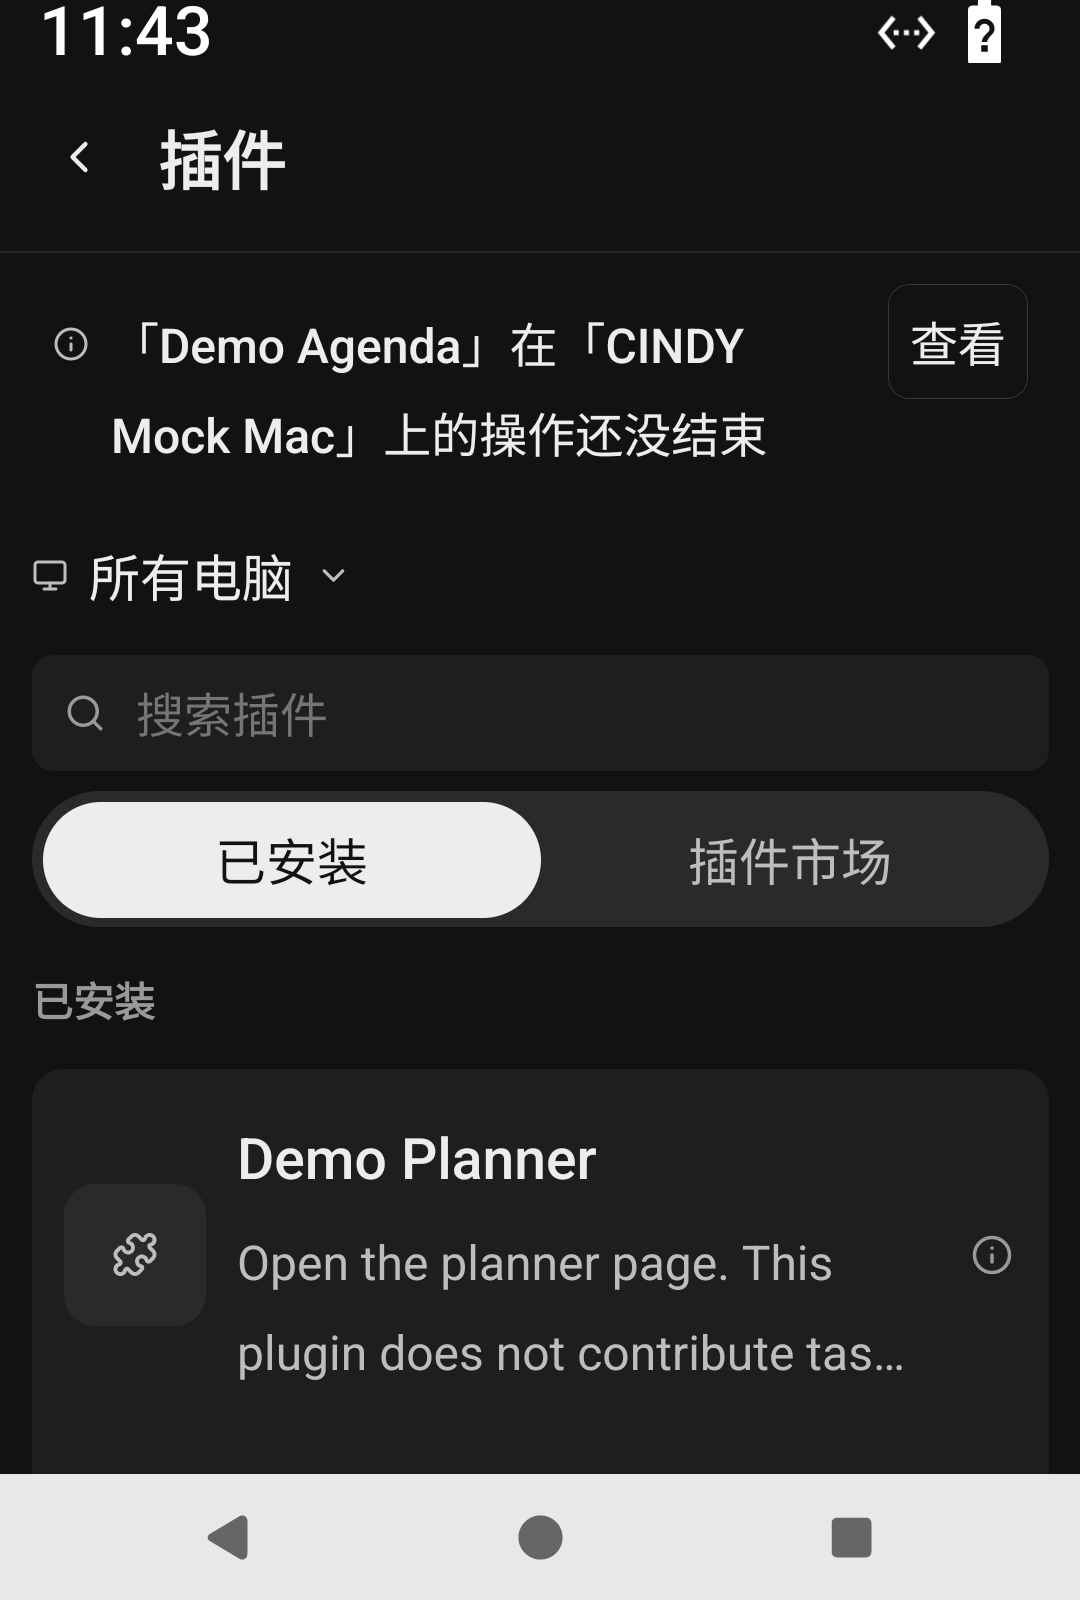 11:43
插件
「Demo Agenda」在「CINDY
Mock Mac」上的操作还没结束
查看
所有电脑
搜索插件
已安装
插件市场
已安装
Demo Planner
Open the planner page. This
plugin does not contribute tas…